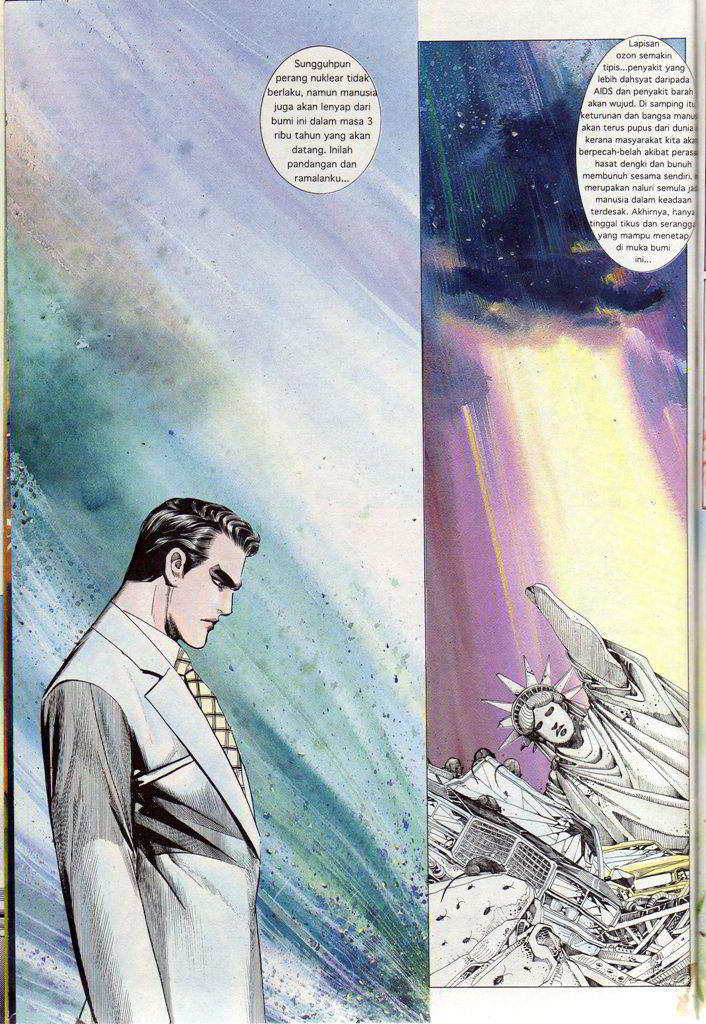 Sungguhpun
perang nuklear tidak
berlaku, namun manusia
juga akan lenyap dari
bumi ini dalam masa 3
ribu tahun yang akan
datang. Inilah
pandangan dan
ramalanku...
Lapisan
ozon semakin
tipis...penyakit yang
lebih dahsyat daripada
AIDS dan penyakit barah
akan wujud. Di samping itu
keturunan dan bangsa
akan terus pupus dari dunia
kerana masyarakat kita
berpecah-belah akibat
hasat dengki dan bunuh
membunuh sesama sendiri,
merupakan naluri semula
manusia dalam keadaan
terdesak. Akhirnya, hanya
tinggal tikus dan serangga
yang mampu menetap
di muka bumi
ini...